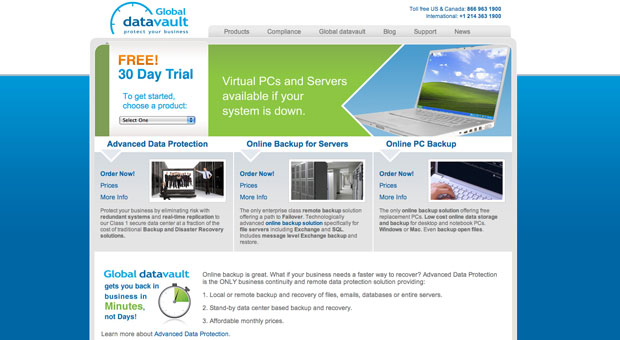 Global
datavault
protect your business
Toll free US & Canada: 866 963 1900
International: +1 214 363 1900
Products Compliance Global datavault Blog Support News
FREE!
30 Day Trial
To get started,
choose a product:
Select One
Virtual PCs and Servers
available if your
system is down.
Advanced Data Protection
Order Now!
Prices
More Info
Protect your business by eliminating risk with
redundant systems and real-time replication to
our Class 1 secure data center at a fraction of the
cost of traditional Backup and Disaster Recovery
solutions.
Online Backup for Servers
Order Now!
Prices
More Info
The only enterprise class remote backup solution
offering a path to Failover. Technologically
advanced online backup solution specifically for
file servers including Exchange and SQL.
Includes message level Exchange backup and
restore.
Online PC Backup
Order Now!
Prices
More Info
The only online backup solution offering free
replacement PCs. Low cost online data storage
and backup for desktop and notebook PCs.
Windows or Mac. Even backup open files.
Global datavault
gets you back in
business in
Minutes,
not Days!
Online backup is great. What if your business needs a faster way to recover? Advanced Data Protection
is the ONLY business continuity and remote data protection solution providing:
1. Local or remote backup and recovery of files, emails, databases or entire servers.
2. Stand-by data center based backup and recovery.
3. Affordable monthly prices.
Learn more about Advanced Data Protection.